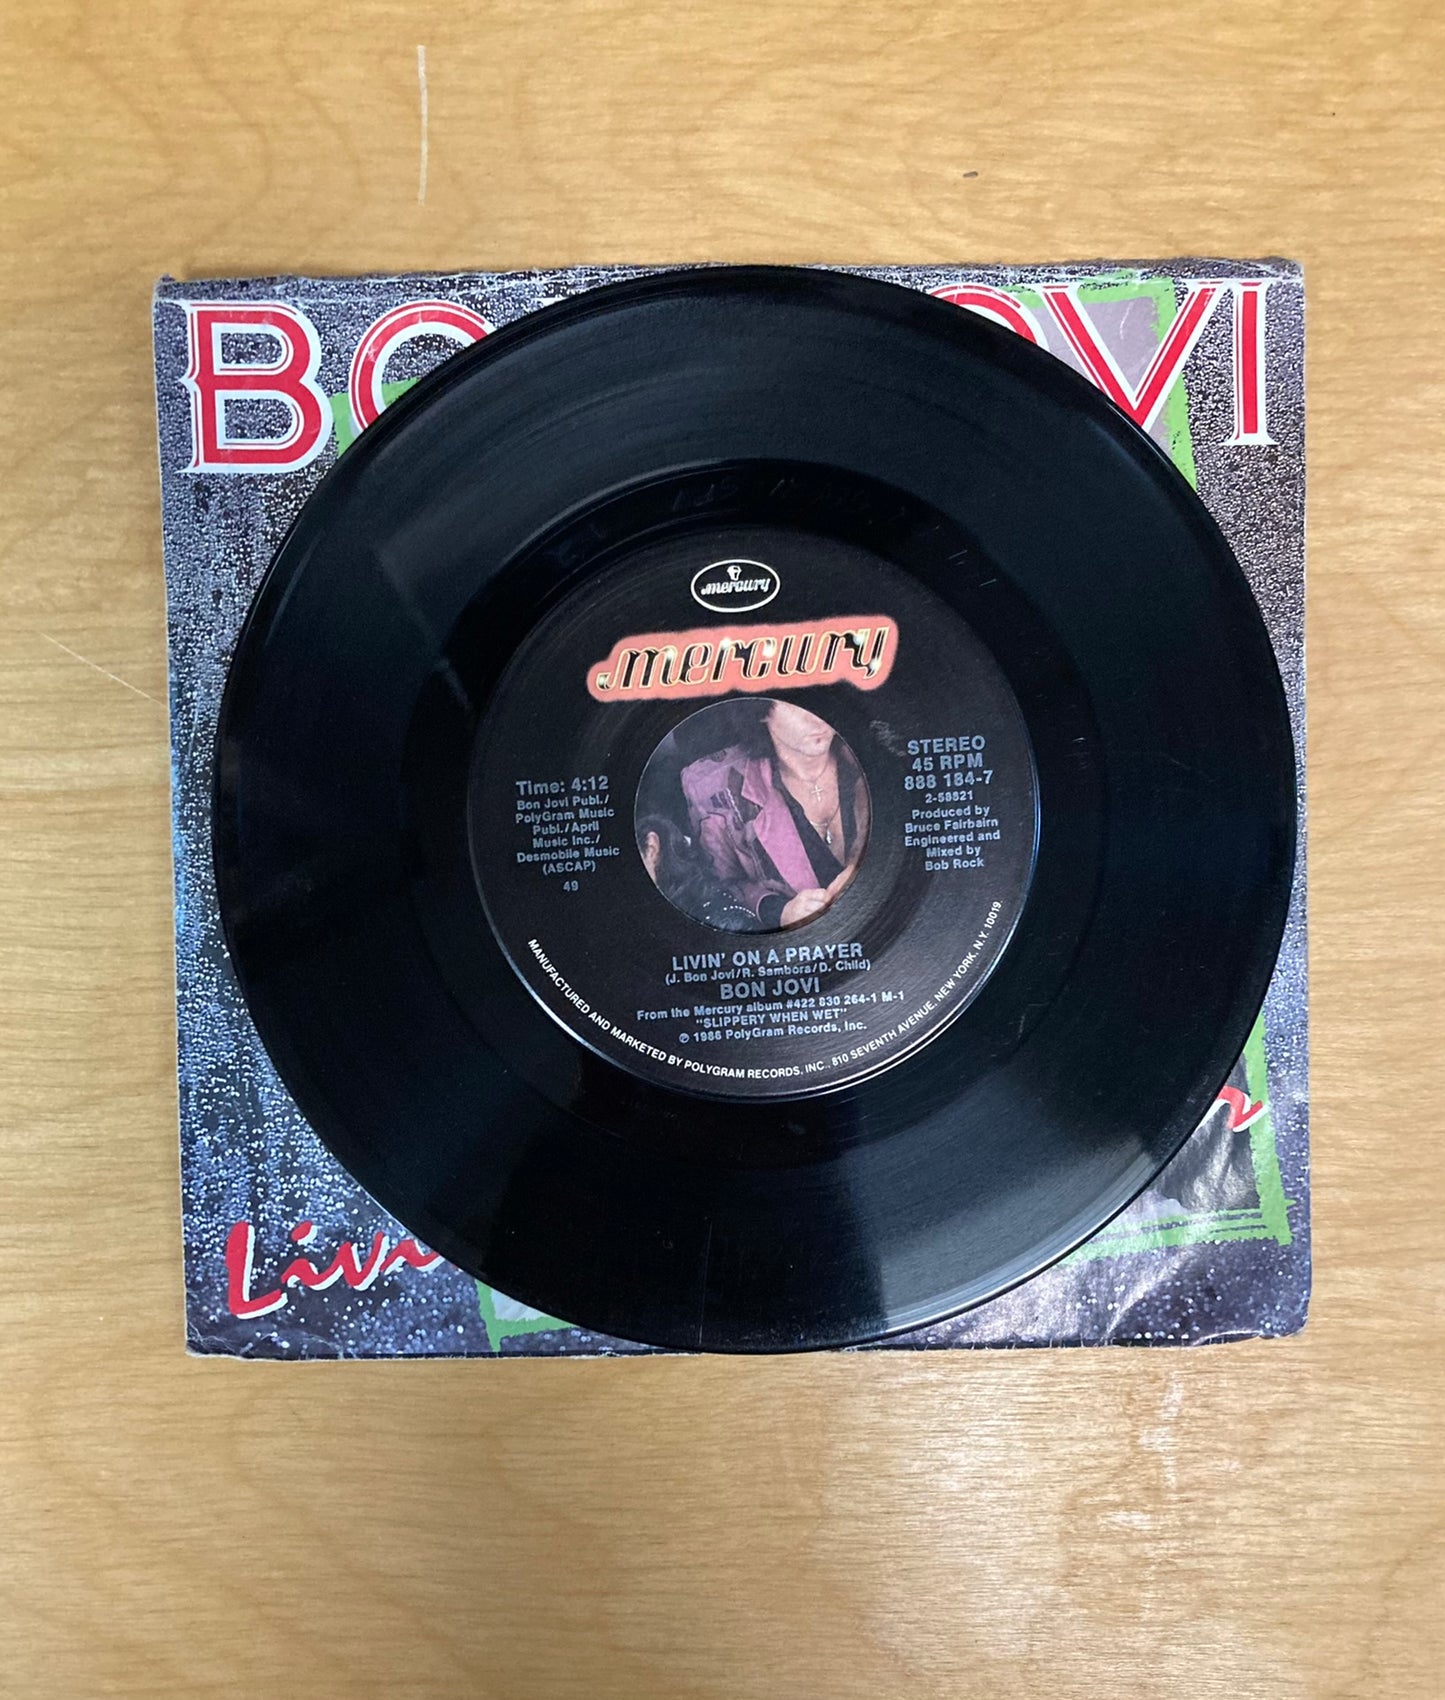 BO OVI
mercury
mercury
Time: 4:12
Bon Jovi Publ./
PolyGram Music
Publ./April
Music Inc./
Desmobile Music
(ASCAP)
49
STEREO
45 RPM
888 184-7
2-58821
Produced by
Bruce Fairbairn
Engineered and
Mixed by
Bob Rock
LIVIN' ON A PRAYER
(J. Bon Jovi/R. Sambora/D. Child)
BON JOVI
From the Mercury album #422 830 264-1 M-1
"SLIPPERY WHEN WET"
℗ 1986 PolyGram Records, Inc.
MANUFACTURED AND MARKETED BY POLYGRAM RECORDS, INC., 810 SEVENTH AVENUE, NEW YORK, N.Y. 10019
Livi